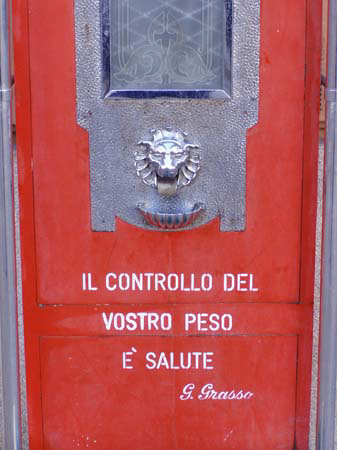 IL CONTROLLO DEL
VOSTRO PESO
E` SALUTE
G. Grasso